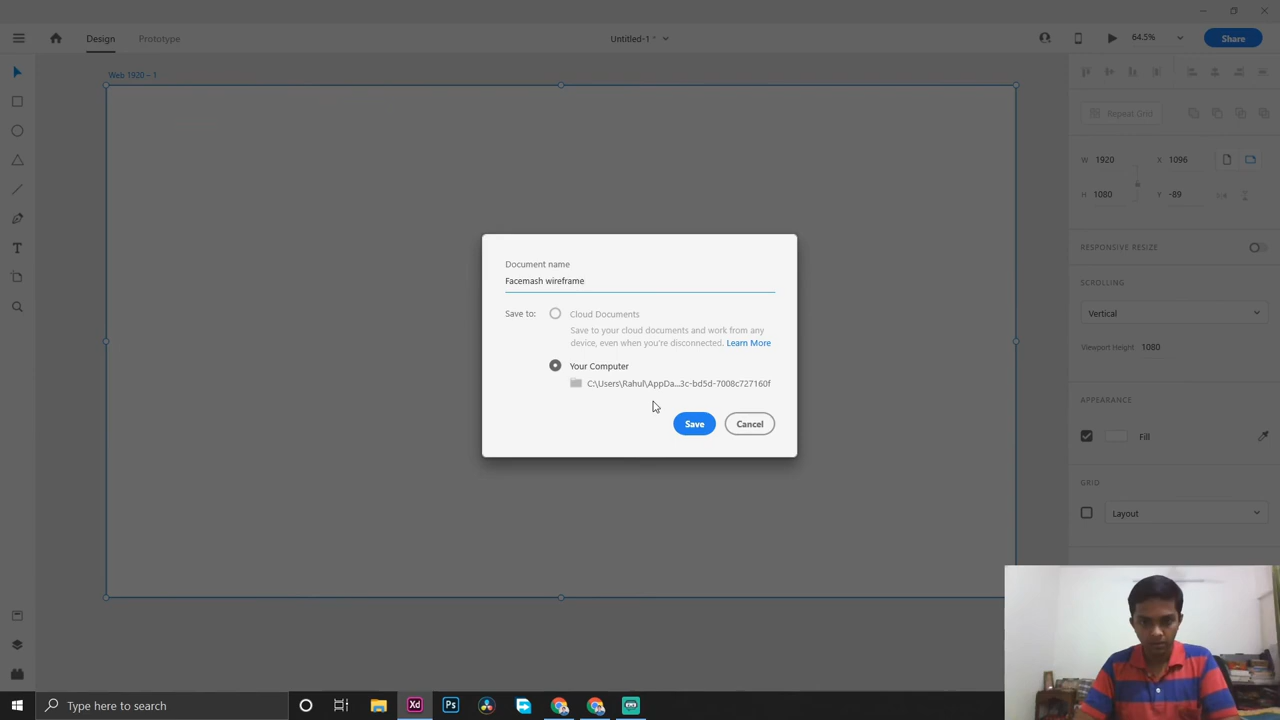 Design
Prototype
Untitled-1 *
64.5%
Share
Web 1920 – 1
Repeat Grid
W 1920 X 1096
H 1080 Y -89
RESPONSIVE RESIZE
SCROLLING
Vertical
Viewport Height 1080
APPEARANCE
Fill
GRID
Layout
Document name
Facemash wireframe
Save to: Cloud Documents
Save to your cloud documents and work from any
device, even when you're disconnected. Learn More
Your Computer
C:\Users\Rahul\AppDa...3c-bd5d-7008c727160f
Save Cancel
Type here to search
Xd
Ps